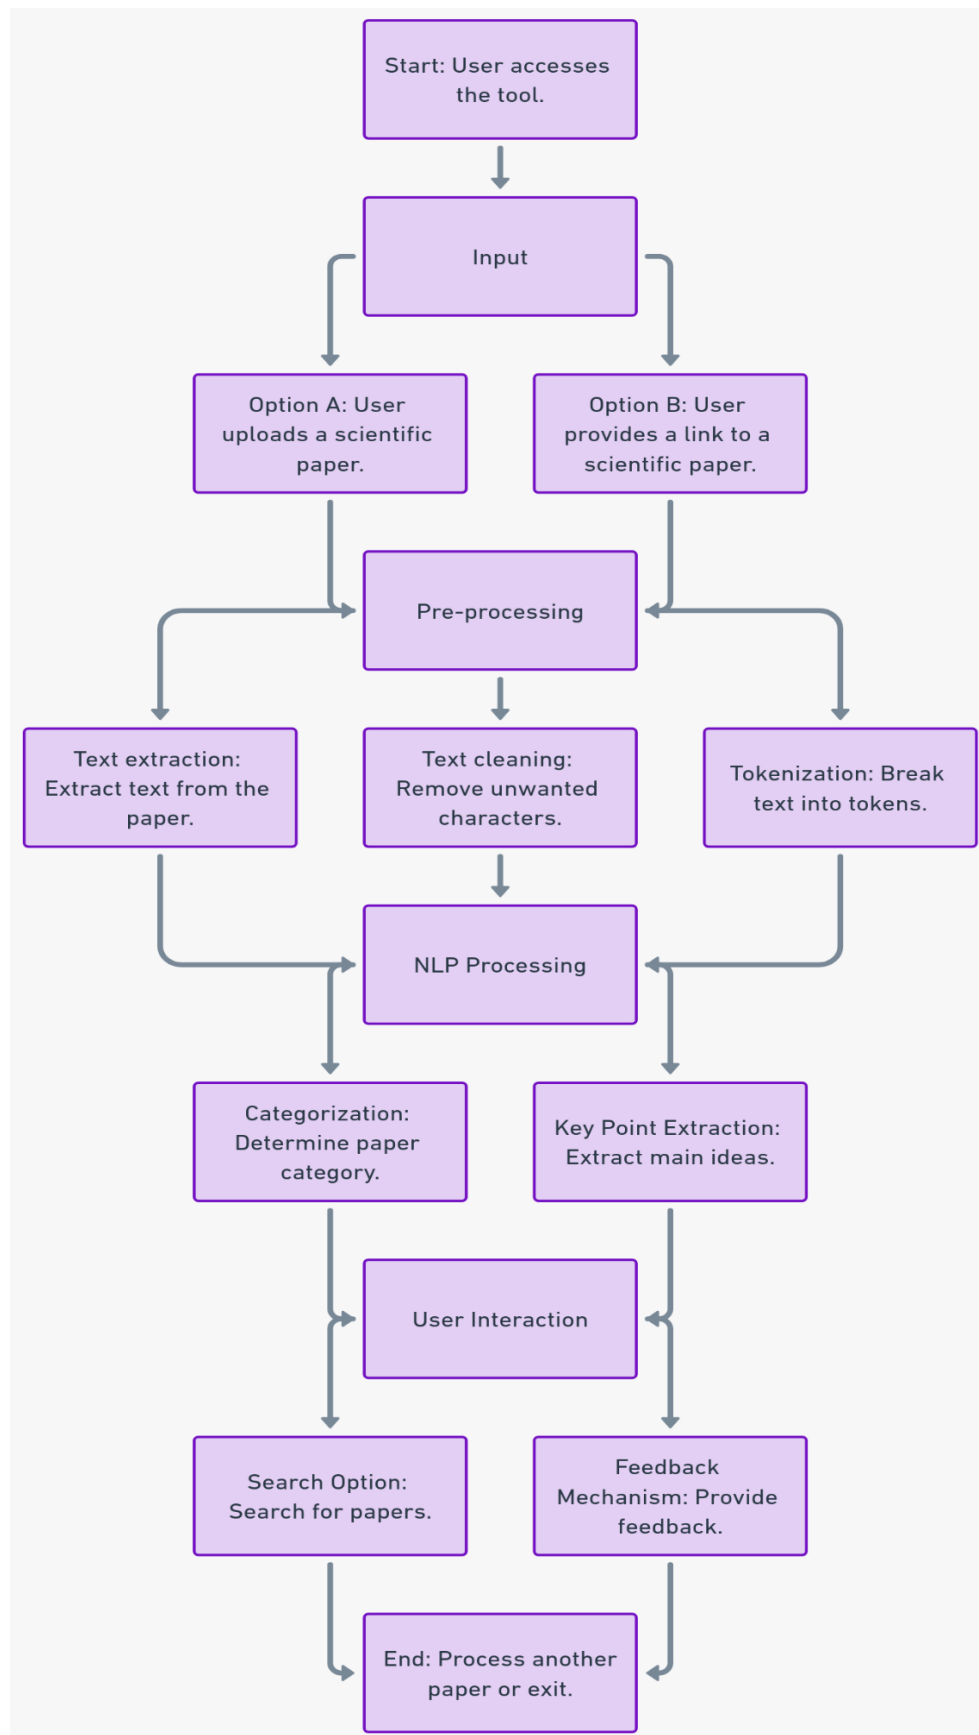 Start: User accesses
the tool.
Input
Option A: User
uploads a scientific
paper.
Option B: User
provides a link to a
scientific paper.
Pre-processing
Text extraction:
Extract text from the
paper.
Text cleaning:
Remove unwanted
characters.
Tokenization: Break
text into tokens.
NLP Processing
Categorization:
Determine paper
category.
Key Point Extraction:
Extract main ideas.
User Interaction
Search Option:
Search for papers.
Feedback
Mechanism: Provide
feedback.
End: Process another
paper or exit.